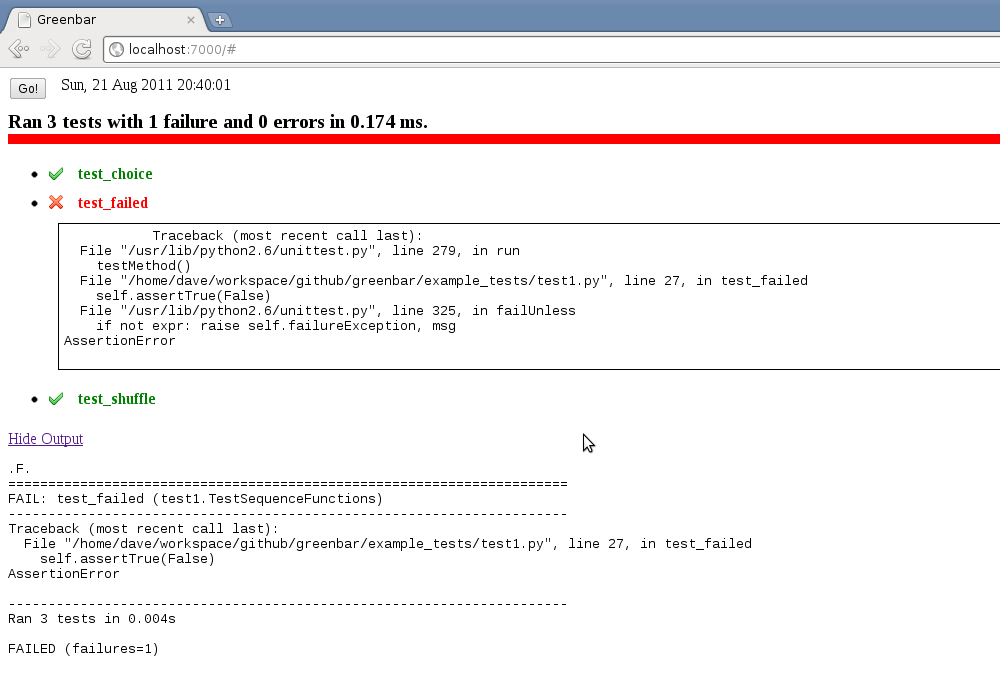 Greenbar
localhost:7000/#
Go! Sun, 21 Aug 2011 20:40:01
Ran 3 tests with 1 failure and 0 errors in 0.174 ms.
test_choice
test_failed
Traceback (most recent call last):
  File "/usr/lib/python2.6/unittest.py", line 279, in run
    testMethod()
  File "/home/dave/workspace/github/greenbar/example_tests/test1.py", line 27, in test_failed
    self.assertTrue(False)
  File "/usr/lib/python2.6/unittest.py", line 325, in failUnless
    if not expr: raise self.failureException, msg
AssertionError
test_shuffle
Hide Output
.F.
======================================================================
FAIL: test_failed (test1.TestSequenceFunctions)
----------------------------------------------------------------------
Traceback (most recent call last):
  File "/home/dave/workspace/github/greenbar/example_tests/test1.py", line 27, in test_failed
    self.assertTrue(False)
AssertionError
----------------------------------------------------------------------
Ran 3 tests in 0.004s
FAILED (failures=1)